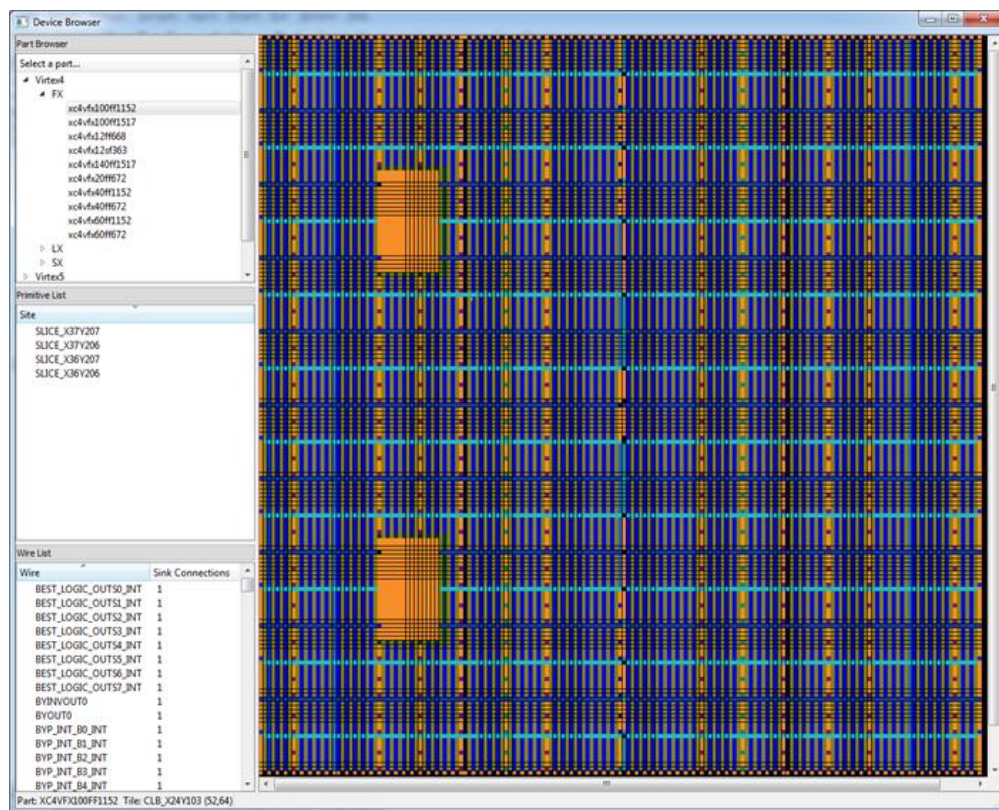 Device Browser
Part Browser
Select a part...
Virtex4
FX
xc4vfx100ff1152
xc4vfx100ff1517
xc4vfx12ff668
xc4vfx12sf363
xc4vfx140ff1517
xc4vfx20ff672
xc4vfx40ff1152
xc4vfx40ff672
xc4vfx60ff1152
xc4vfx60ff672
LX
SX
Virtex5
Primitive List
Site
SLICE_X37Y207
SLICE_X37Y206
SLICE_X36Y207
SLICE_X36Y206
Wire List
Wire Sink Connections
BEST_LOGIC_OUTS0_INT 1
BEST_LOGIC_OUTS1_INT 1
BEST_LOGIC_OUTS2_INT 1
BEST_LOGIC_OUTS3_INT 1
BEST_LOGIC_OUTS4_INT 1
BEST_LOGIC_OUTS5_INT 1
BEST_LOGIC_OUTS6_INT 1
BEST_LOGIC_OUTS7_INT 1
BYINVOUT0 1
BYOUT0 1
BYP_INT_B0_INT 1
BYP_INT_B1_INT 1
BYP_INT_B2_INT 1
BYP_INT_B3_INT 1
BYP_INT_B4_INT 1
Part: XC4VFX100FF1152 Tile: CLB_X24Y103 (52,64)